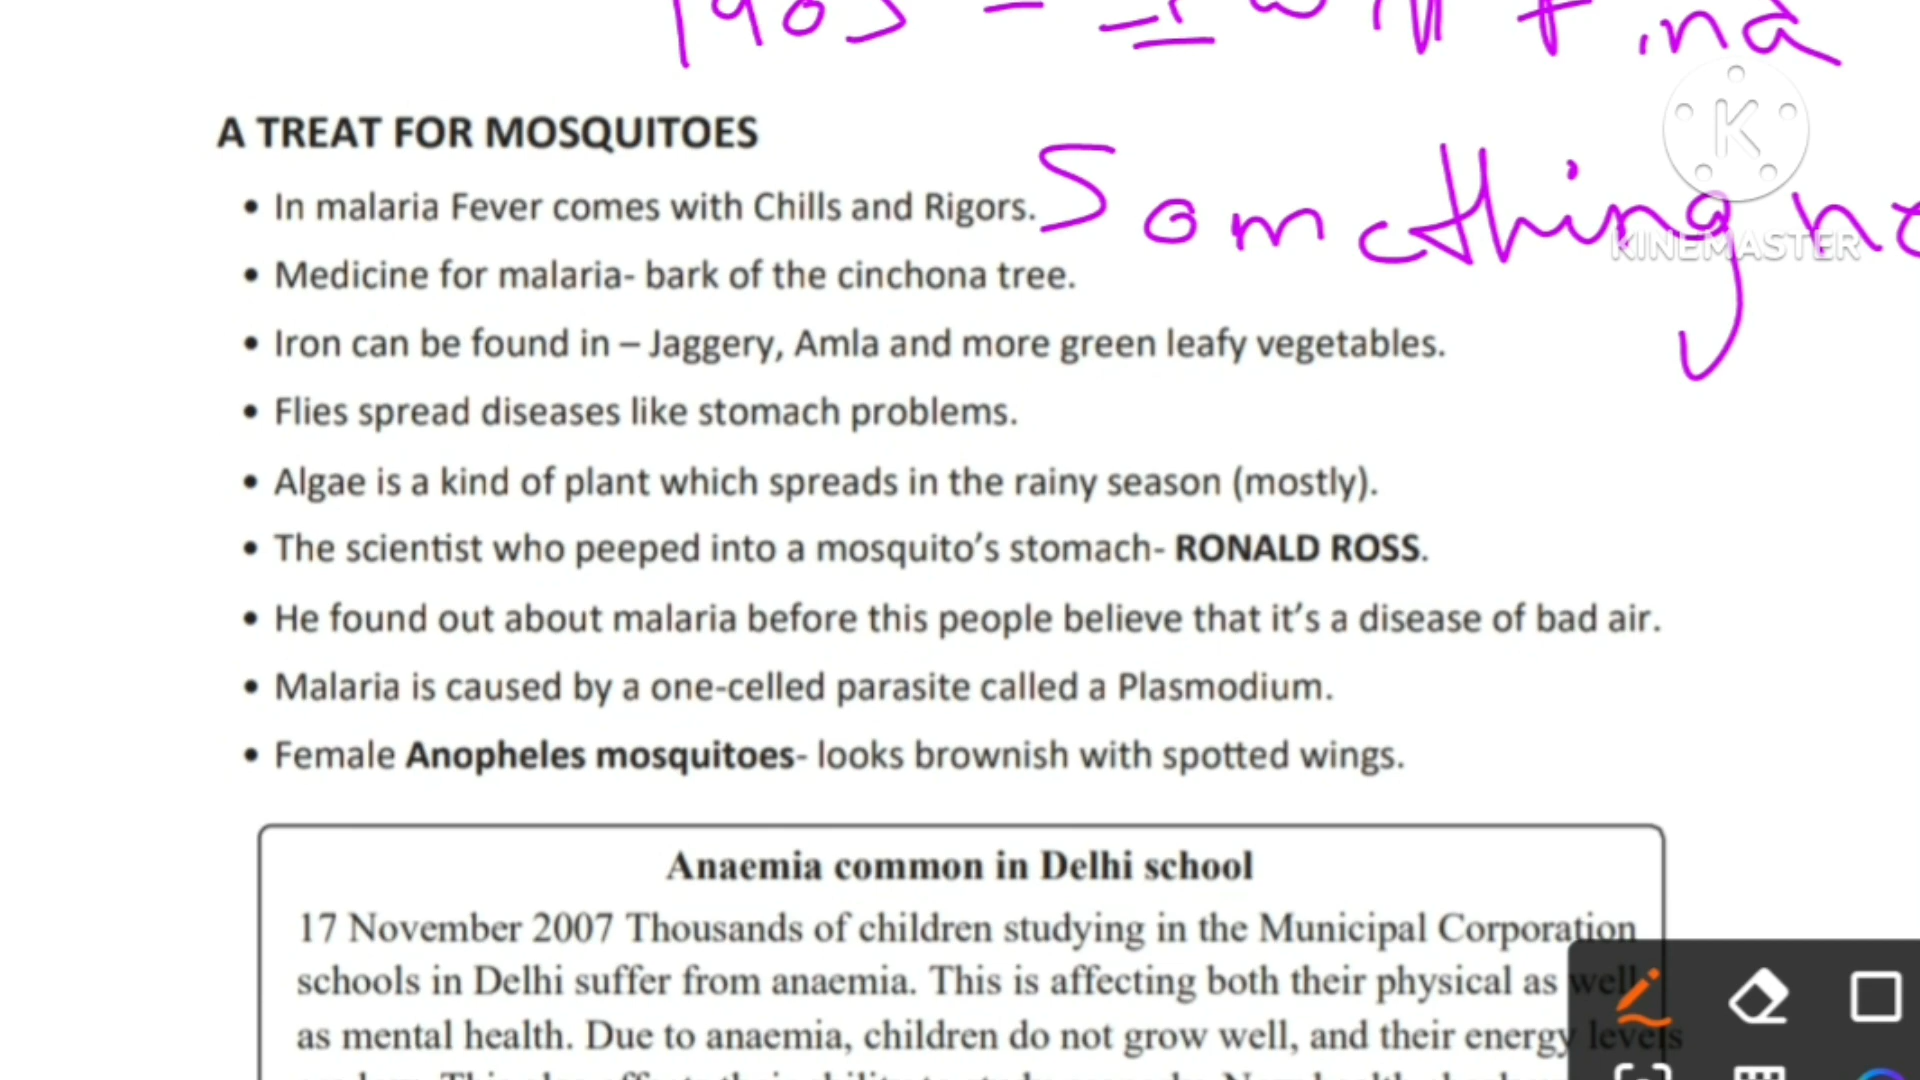 find
A TREAT FOR MOSQUITOES
Something
KINEMASTER
• In malaria Fever comes with Chills and Rigors.
• Medicine for malaria- bark of the cinchona tree.
• Iron can be found in – Jaggery, Amla and more green leafy vegetables.
• Flies spread diseases like stomach problems.
• Algae is a kind of plant which spreads in the rainy season (mostly).
• The scientist who peeped into a mosquito’s stomach- RONALD ROSS.
• He found out about malaria before this people believe that it’s a disease of bad air.
• Malaria is caused by a one-celled parasite called a Plasmodium.
• Female Anopheles mosquitoes- looks brownish with spotted wings.
Anaemia common in Delhi school
17 November 2007 Thousands of children studying in the Municipal Corporation
schools in Delhi suffer from anaemia. This is affecting both their physical as well
as mental health. Due to anaemia, children do not grow well, and their energy levels